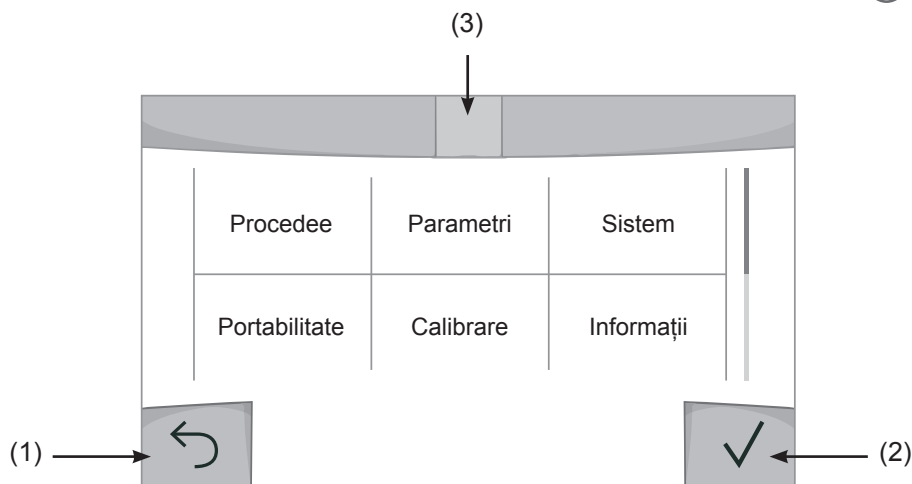 (3)
Procedee Parametri Sistem
Portabilitate Calibrare Informații
(1) (2)